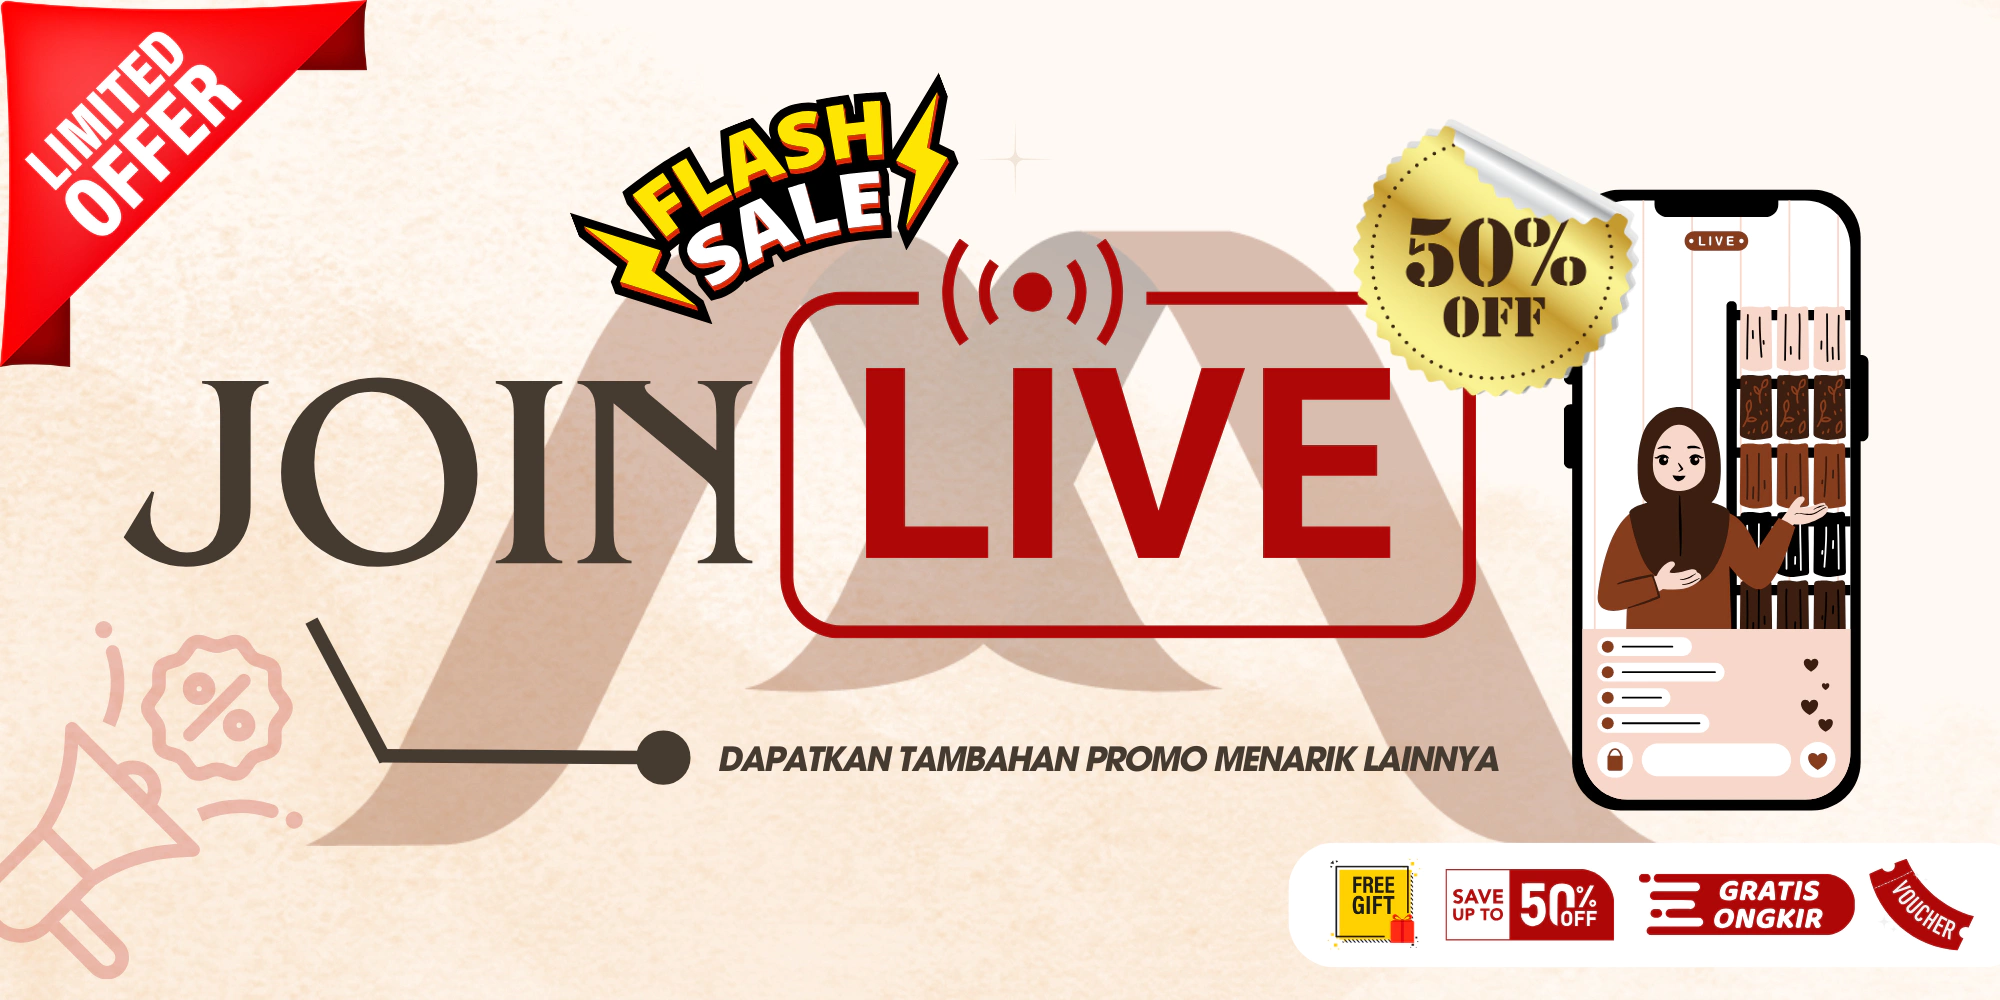 LIMITED
OFFER
FLASH
SALE
50%
OFF
• LIVE •
JOIN LIVE
DAPATKAN TAMBAHAN PROMO MENARIK LAINNYA
FREE
GIFT
SAVE
UP TO
50%
OFF
GRATIS
ONGKIR
VOUCHER